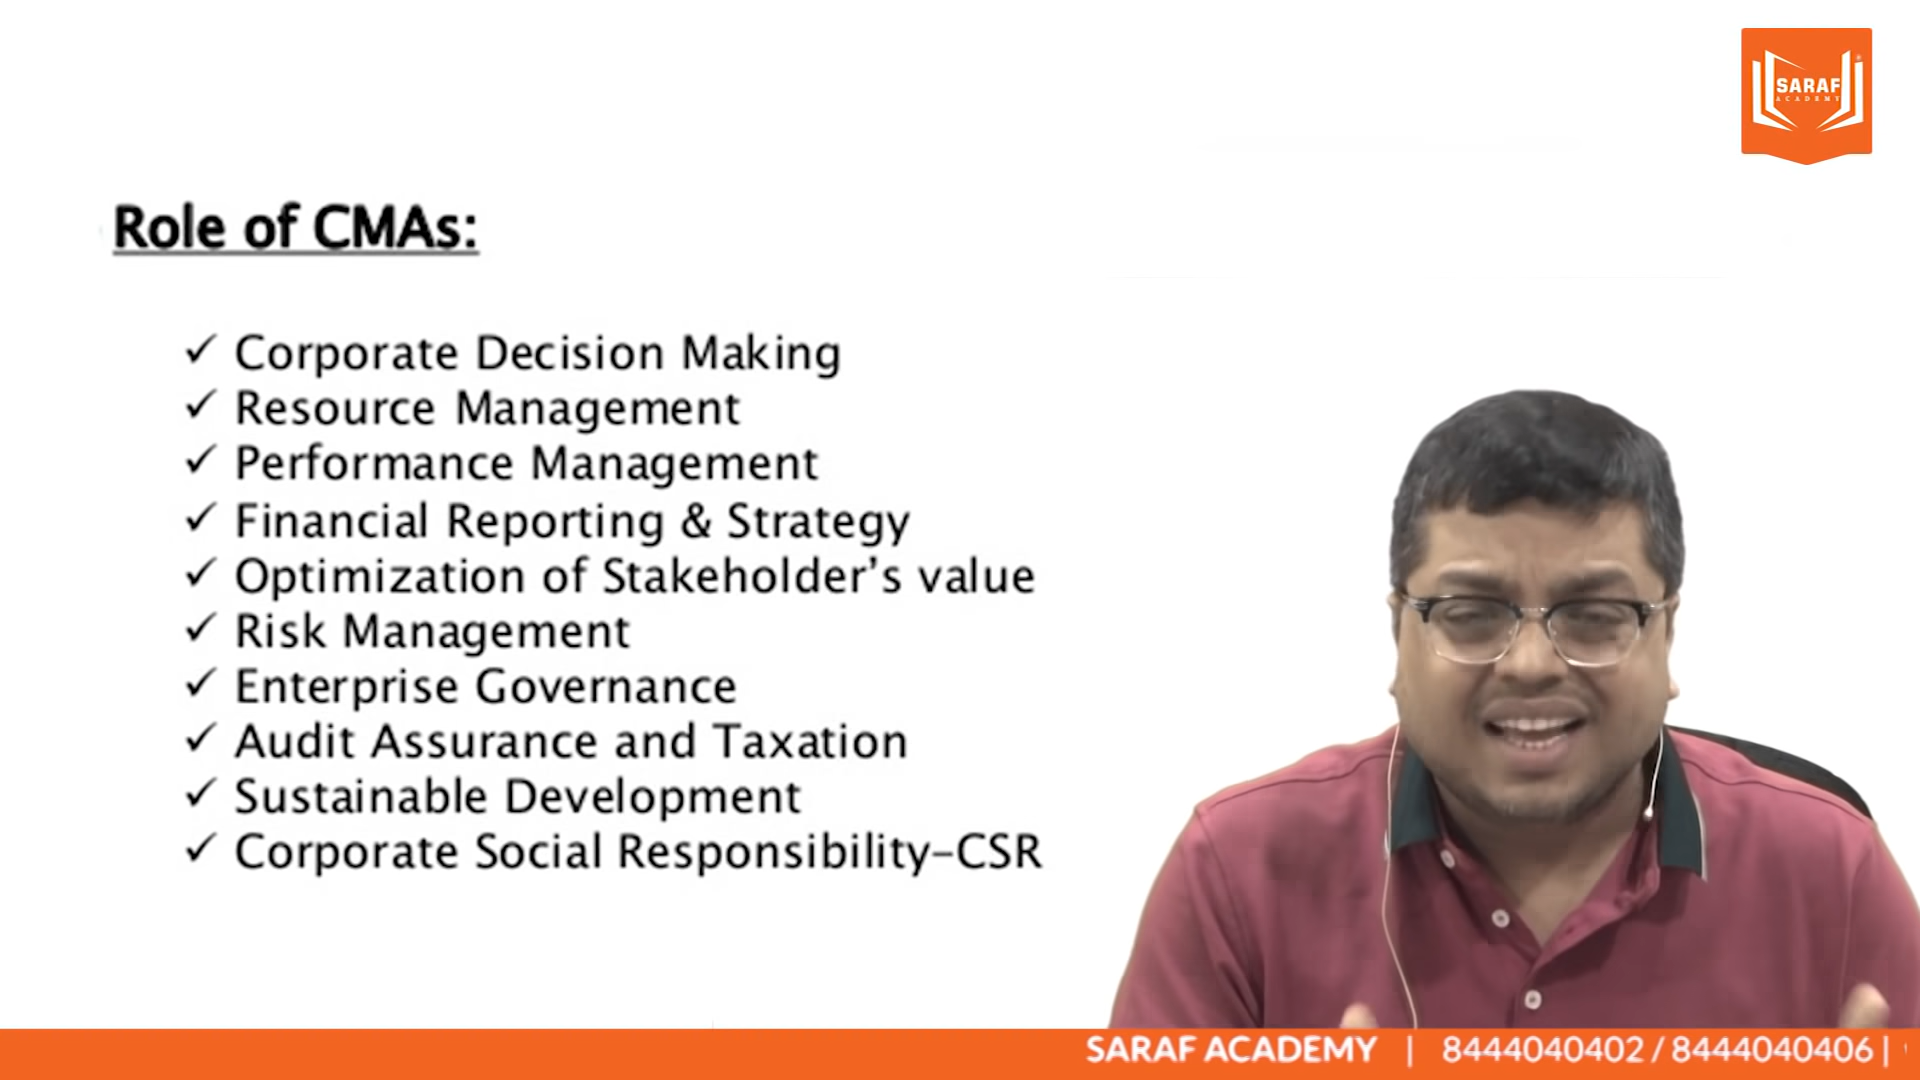 SARAF
ACADEMY
Role of CMAs:
✓ Corporate Decision Making
✓ Resource Management
✓ Performance Management
✓ Financial Reporting & Strategy
✓ Optimization of Stakeholder’s value
✓ Risk Management
✓ Enterprise Governance
✓ Audit Assurance and Taxation
✓ Sustainable Development
✓ Corporate Social Responsibility-CSR
SARAF ACADEMY | 8444040402 / 8444040406 |